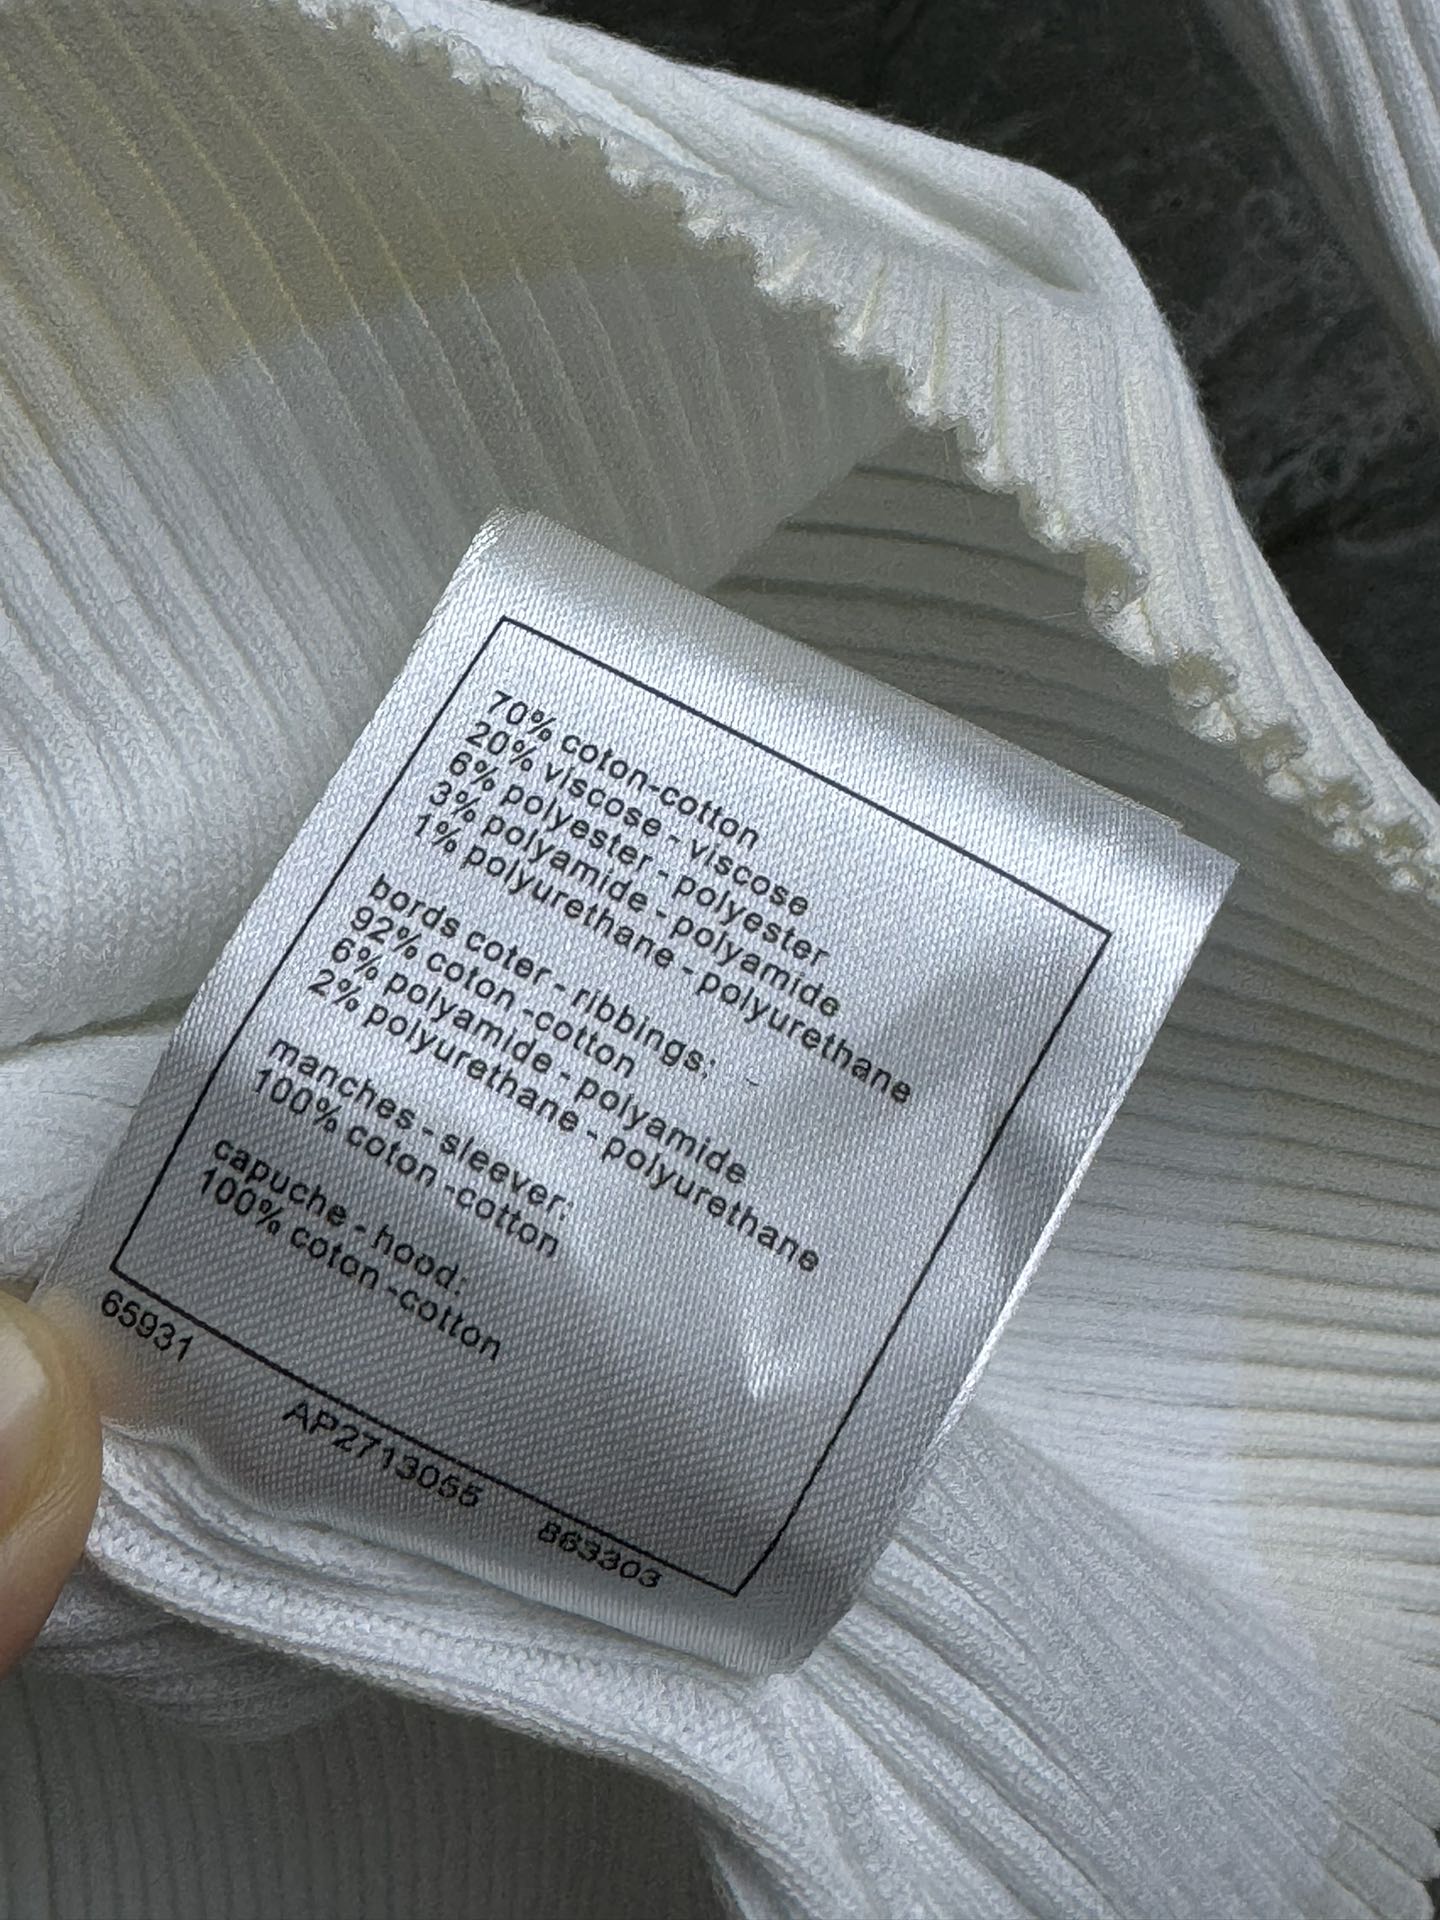 70% coton-cotton
20% viscose - viscose
6% polyester - polyester
3% polyamide - polyamide
1% polyurethane - polyurethane
bords coter - ribbings:
92% coton -cotton
6% polyamide - polyamide
2% polyurethane - polyurethane
manches - sleever:
100% coton -cotton
capuche - hood:
100% coton -cotton
65931 AP2713055 863303